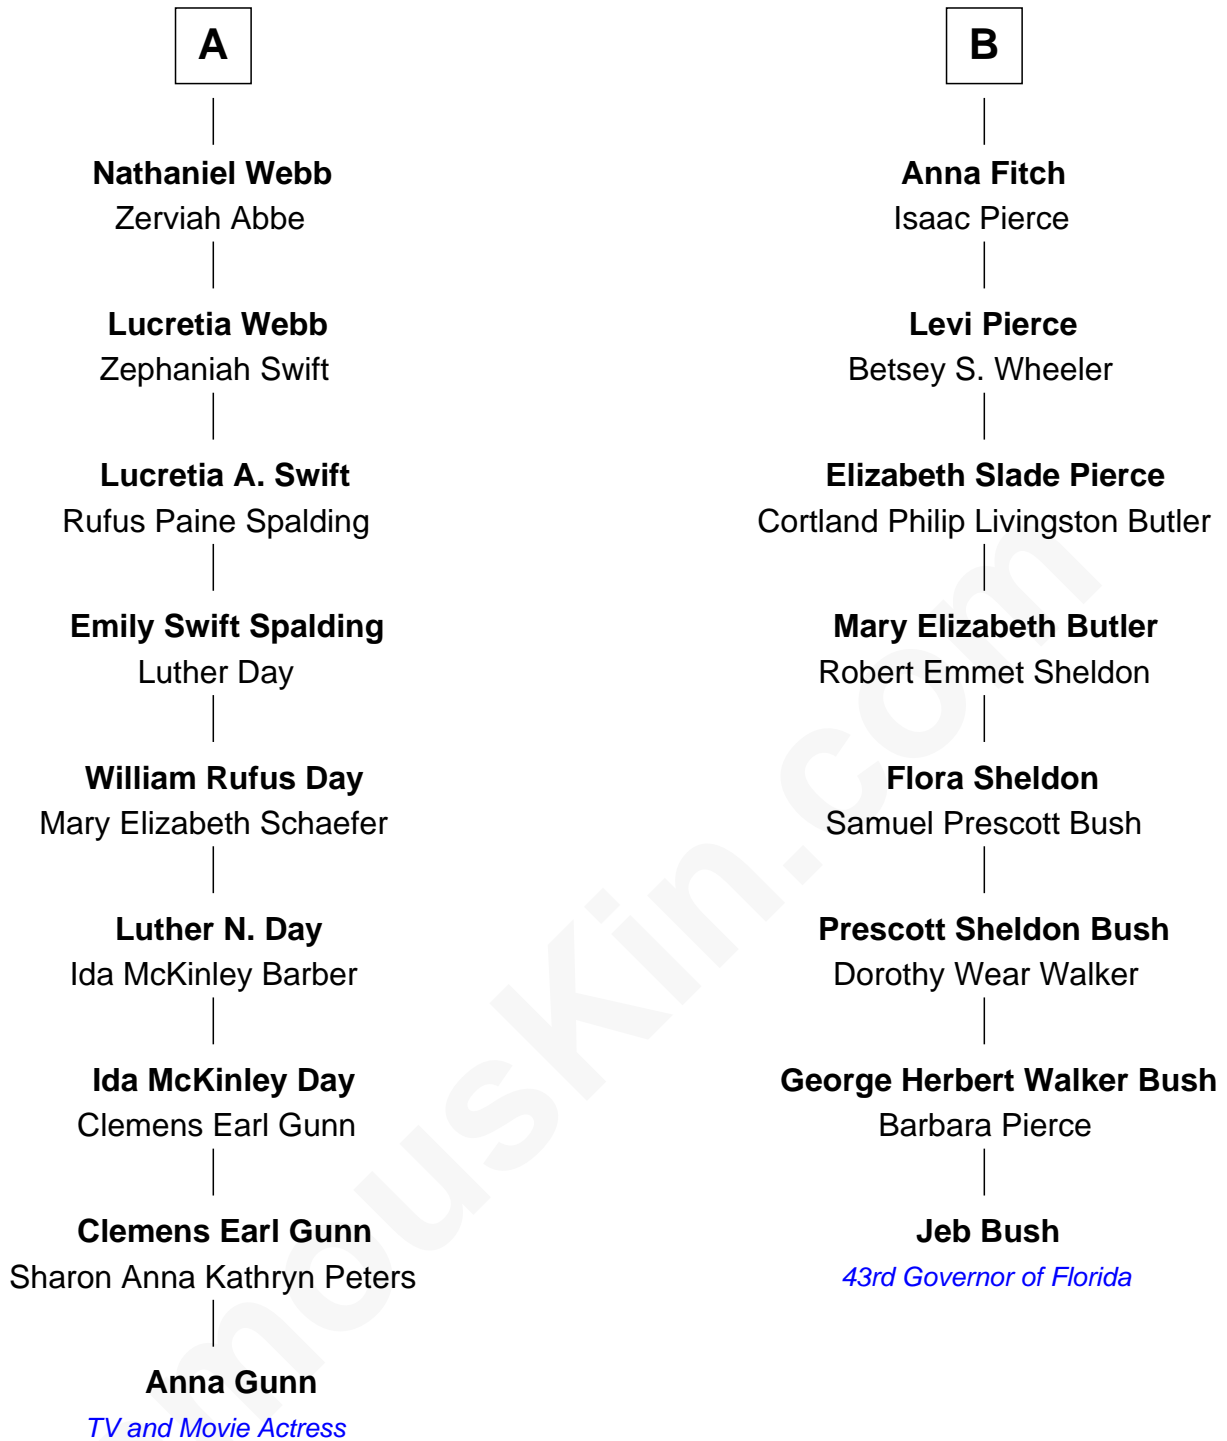 A
Nathaniel Webb
Zerviah Abbe
Lucretia Webb
Zephaniah Swift
Lucretia A. Swift
Rufus Paine Spalding
Emily Swift Spalding
Luther Day
William Rufus Day
Mary Elizabeth Schaefer
Luther N. Day
Ida McKinley Barber
Ida McKinley Day
Clemens Earl Gunn
Clemens Earl Gunn
Sharon Anna Kathryn Peters
Anna Gunn
TV and Movie Actress
B
Anna Fitch
Isaac Pierce
Levi Pierce
Betsey S. Wheeler
Elizabeth Slade Pierce
Cortland Philip Livingston Butler
Mary Elizabeth Butler
Robert Emmet Sheldon
Flora Sheldon
Samuel Prescott Bush
Prescott Sheldon Bush
Dorothy Wear Walker
George Herbert Walker Bush
Barbara Pierce
Jeb Bush
43rd Governor of Florida
mousKin.com